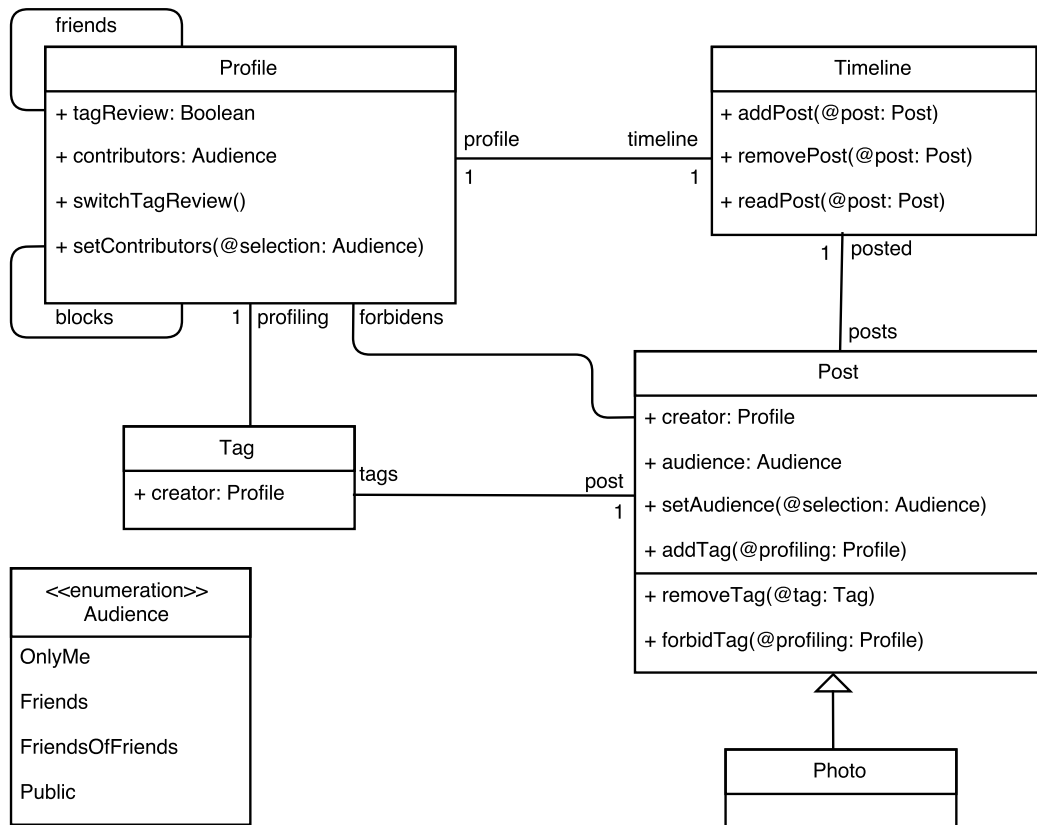 friends
Profile
+ tagReview: Boolean
+ contributors: Audience
+ switchTagReview()
+ setContributors(@selection: Audience)
blocks
profile
1
timeline
1
Timeline
+ addPost(@post: Post)
+ removePost(@post: Post)
+ readPost(@post: Post)
1
posted
posts
1
profiling
forbidens
Post
+ creator: Profile
+ audience: Audience
+ setAudience(@selection: Audience)
+ addTag(@profiling: Profile)
+ removeTag(@tag: Tag)
+ forbidTag(@profiling: Profile)
Tag
+ creator: Profile
tags
post
1
<<enumeration>>
Audience
OnlyMe
Friends
FriendsOfFriends
Public
Photo